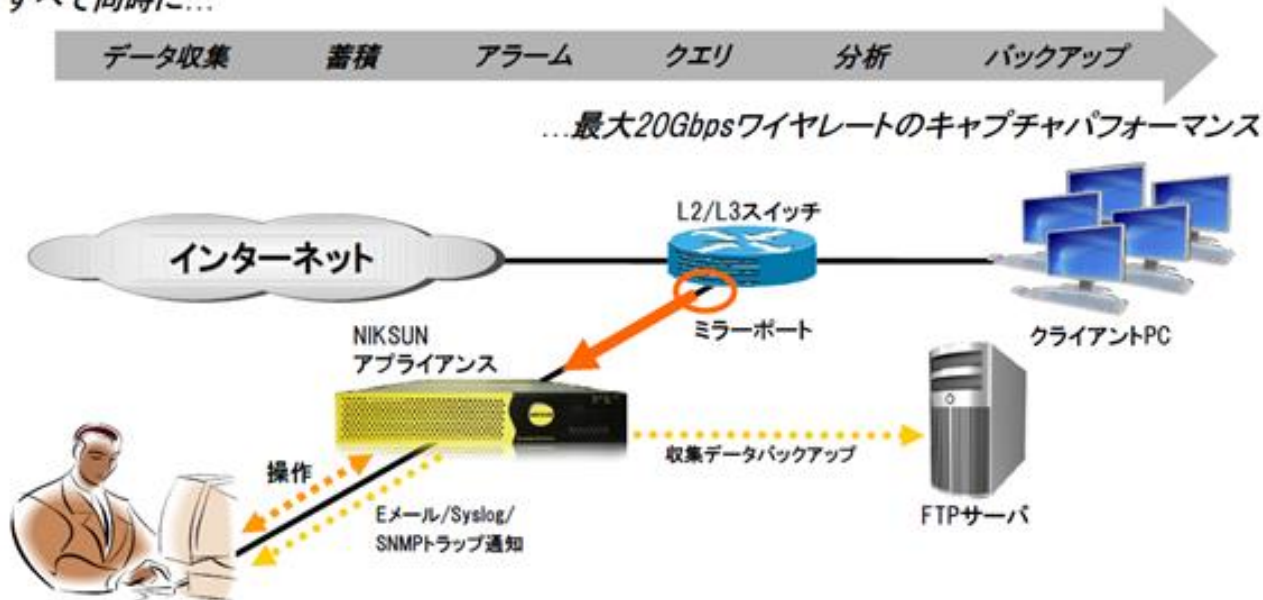 すべて同時に...
データ収集 蓄積 アラーム クエリ 分析 バックアップ
...最大20Gbpsワイヤレートのキャプチャパフォーマンス
L2/L3スイッチ
インターネット
ミラーポート
クライアントPC
NIKSUN
アプライアンス
収集データバックアップ
操作
FTPサーバ
Eメール/Syslog/
SNMPトラップ通知